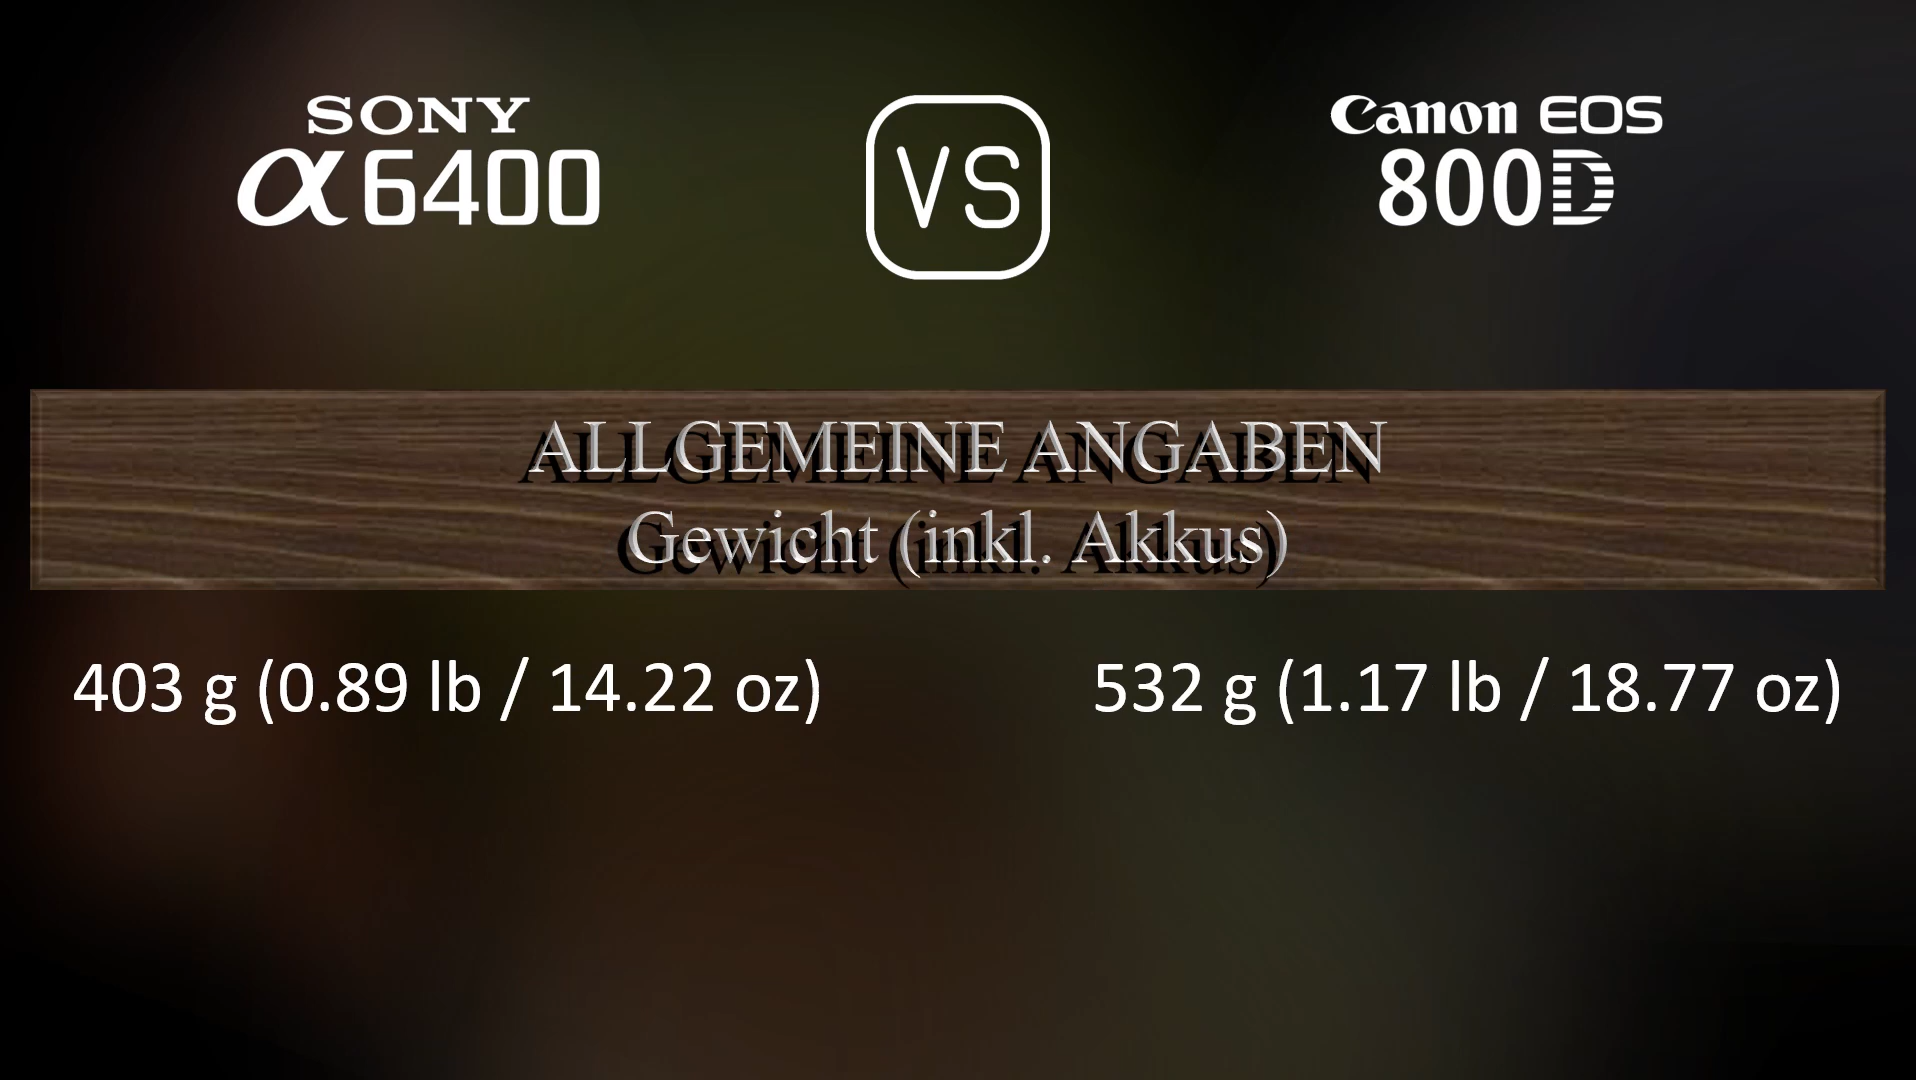 SONY
α6400
VS
Canon EOS
800D
ALLGEMEINE ANGABEN
Gewicht (inkl. Akkus)
403 g (0.89 lb / 14.22 oz)
532 g (1.17 lb / 18.77 oz)